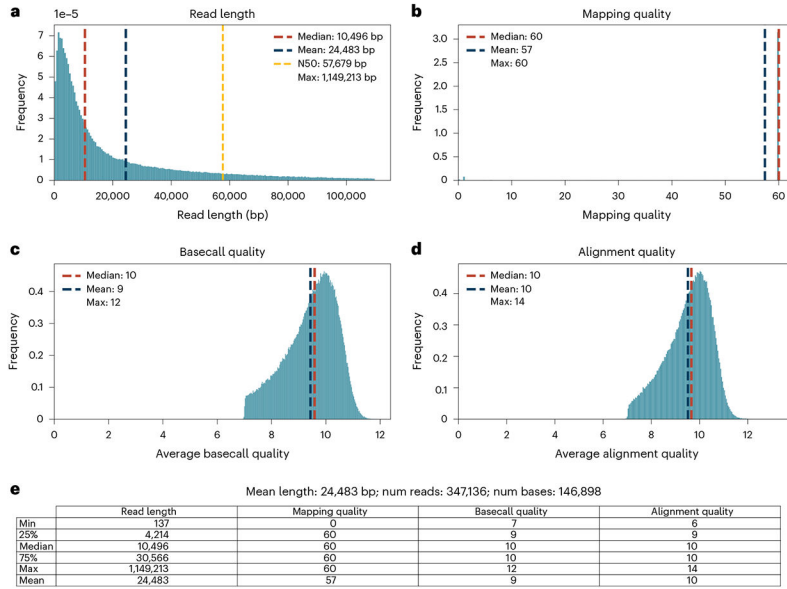 a
Read length
1e–5
Median: 10,496 bp
Mean: 24,483 bp
N50: 57,679 bp
Max: 1,149,213 bp
7
6
5
4
3
2
1
0
Frequency
0 20,000 40,000 60,000 80,000 100,000
Read length (bp)
b
Mapping quality
Median: 60
Mean: 57
Max: 60
3.0
2.5
2.0
1.5
1.0
0.5
0
Frequency
0 10 20 30 40 50 60
Mapping quality
c
Basecall quality
Median: 10
Mean: 9
Max: 12
0.4
0.3
0.2
0.1
0
Frequency
0 2 4 6 8 10 12
Average basecall quality
d
Alignment quality
Median: 10
Mean: 10
Max: 14
0.4
0.3
0.2
0.1
0
Frequency
0 2 4 6 8 10 12
Average alignment quality
e
Mean length: 24,483 bp; num reads: 347,136; num bases: 146,898
Read length Mapping quality Basecall quality Alignment quality
Min 137 0 7 6
25% 4,214 60 9 9
Median 10,496 60 10 10
75% 30,566 60 10 10
Max 1,149,213 60 12 14
Mean 24,483 57 9 10